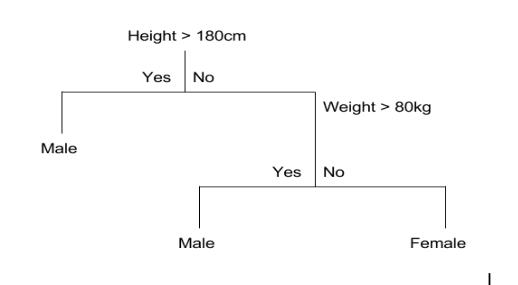 Height > 180cm
Yes No
Weight > 80kg
Male
Yes No
Male Female